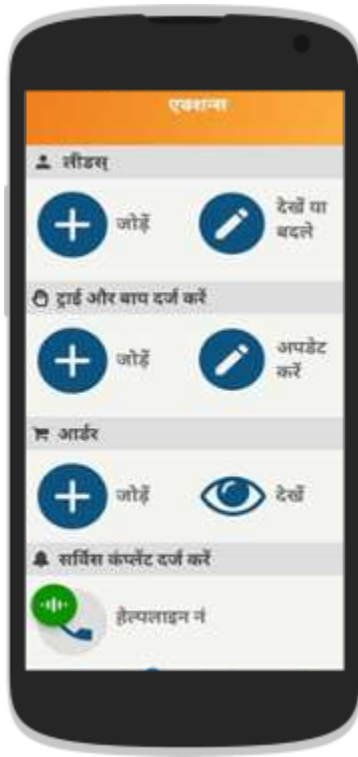 एक्शन्स
लीडस्
जोड़ें
देखें या
बदले
ट्राई और बाय दर्ज करें
जोड़ें
अपडेट
करें
आर्डर
जोड़ें
देखें
सर्विस कंप्लेंट दर्ज करें
हेल्पलाइन नं